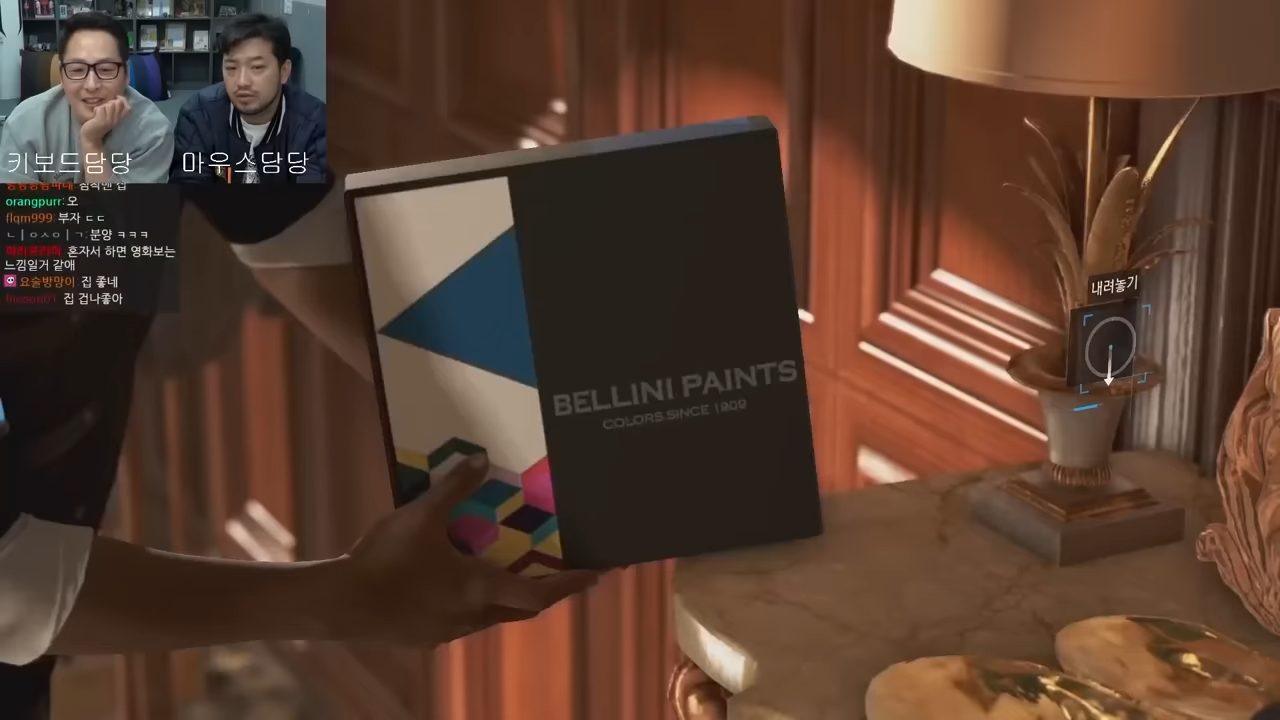 키보드담당
마우스담당
orangpurr: 오
flqm999: 부자 ㄷㄷ
ㄴㅣㅇㅅㅇㅣㄱ: 분양 ㅋㅋㅋ
혼자서 하면 영화보는
느낌일거 같애
요술방망이 집 좋네
집 겁나좋아
내려놓기
BELLINI PAINTS
COLORS SINCE 1909